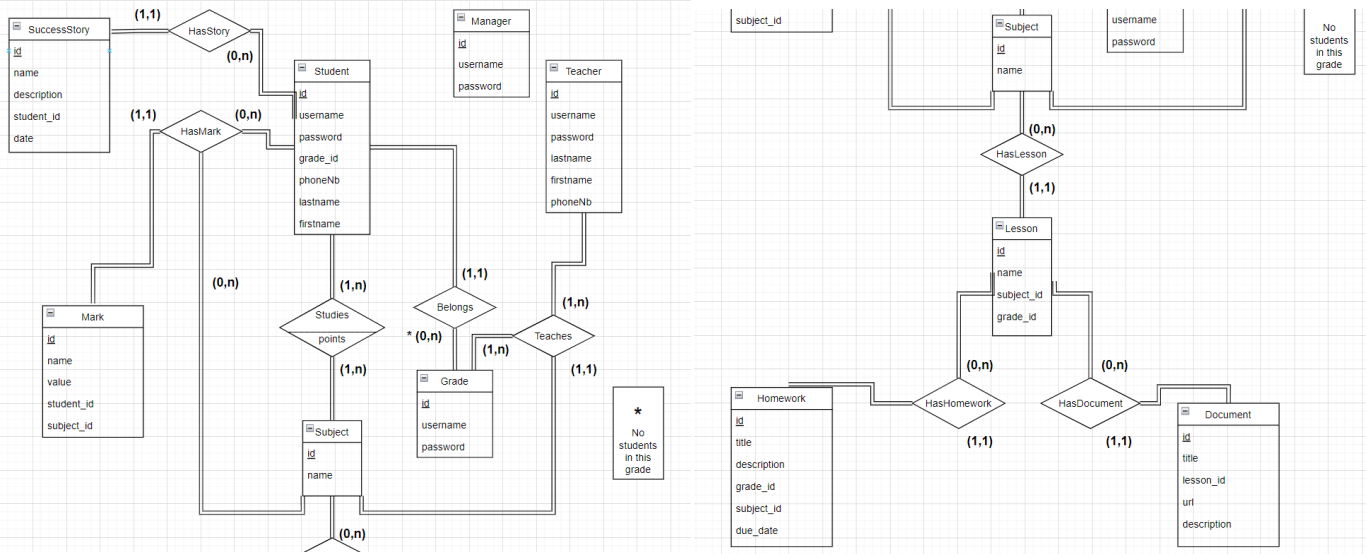 (1,1)
SuccessStory
id
name
description
student_id
date
HasStory
(0,n)
Manager
id
username
password
Student
id
username
password
grade_id
phoneNb
lastname
firstname
Teacher
id
username
password
lastname
firstname
phoneNb
(1,1)
HasMark
(0,n)
(0,n)
(1,n)
Studies
points
(1,n)
(1,1)
Belongs
* (0,n)
(1,n)
Teaches
(1,n)
(1,1)
Mark
id
name
value
student_id
subject_id
Grade
id
username
password
*
No
students
in this
grade
Subject
id
name
(0,n)
subject_id
Subject
id
name
username
password
No
students
in this
grade
(0,n)
HasLesson
(1,1)
Lesson
id
name
subject_id
grade_id
(0,n)
HasHomework
(1,1)
(0,n)
HasDocument
(1,1)
Homework
id
title
description
grade_id
subject_id
due_date
Document
id
title
lesson_id
url
description